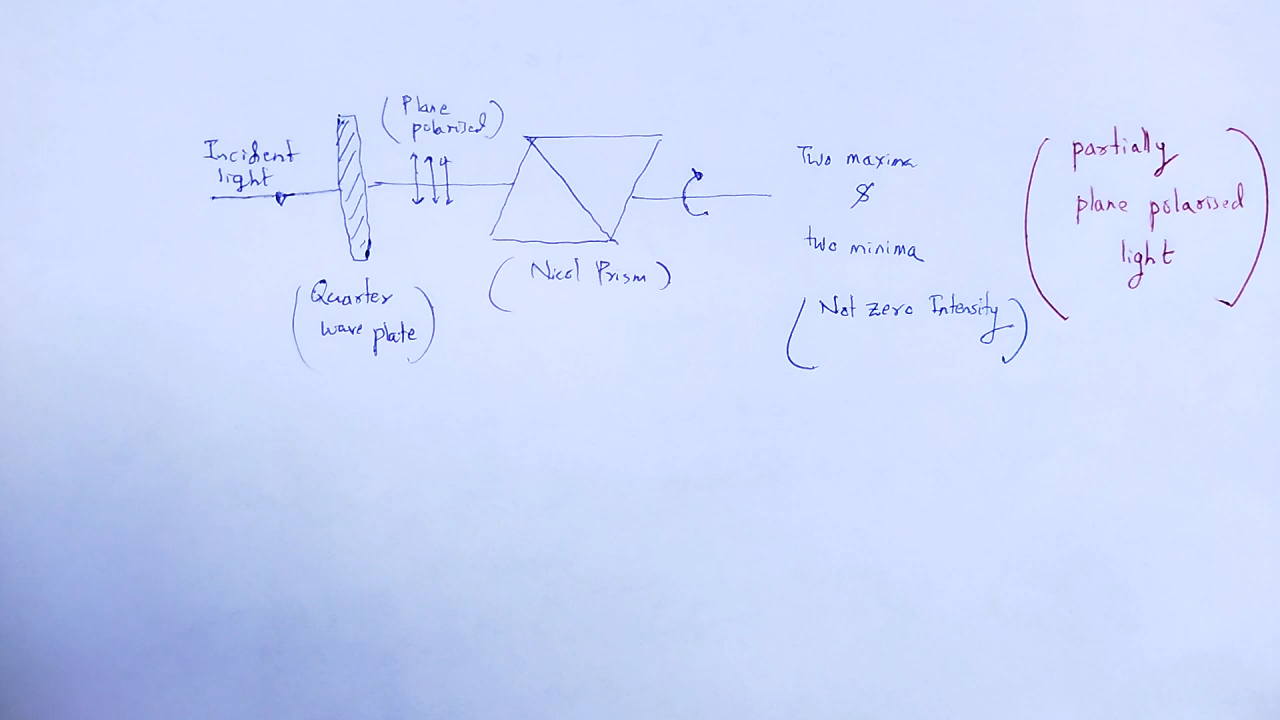 Incident
light
(Plane
polarised)
(Quarter
wave plate)
(Nicol Prism)
Two maxima
&
two minima
(Not zero Intensity)
(partially
plane polarised
light)